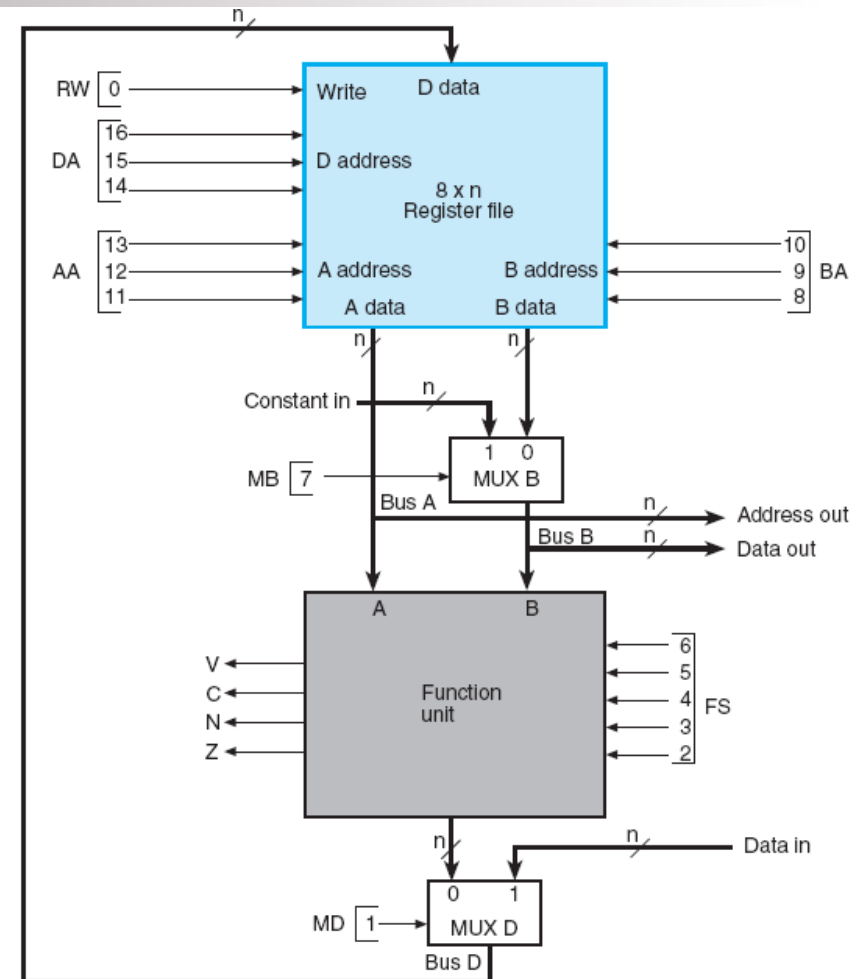 n
RW 0 Write D data
16
DA 15 D address
14
8 x n
Register file
13 10
AA 12 A address B address 9 BA
11 8
A data B data
n n
Constant in n
1 0
MB 7 MUX B
Bus A n Address out
Bus B n Data out
A B
6
V 5
C Function 4 FS
N unit 3
Z 2
n n Data in
0 1
MD 1 MUX D
Bus D